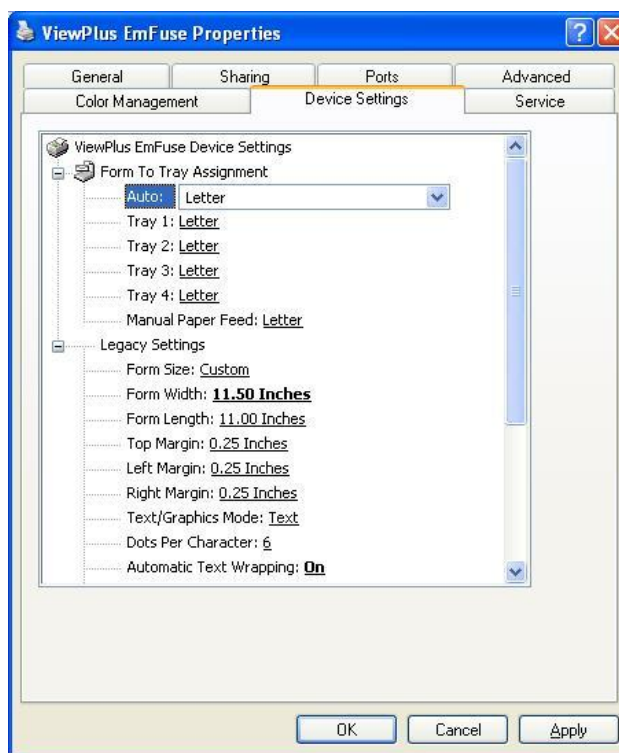 ViewPlus EmFuse Properties
General Sharing Ports Advanced
Color Management Device Settings Service
ViewPlus EmFuse Device Settings
Form To Tray Assignment
Auto: Letter
Tray 1: Letter
Tray 2: Letter
Tray 3: Letter
Tray 4: Letter
Manual Paper Feed: Letter
Legacy Settings
Form Size: Custom
Form Width: 11.50 Inches
Form Length: 11.00 Inches
Top Margin: 0.25 Inches
Left Margin: 0.25 Inches
Right Margin: 0.25 Inches
Text/Graphics Mode: Text
Dots Per Character: 6
Automatic Text Wrapping: On
OK Cancel Apply